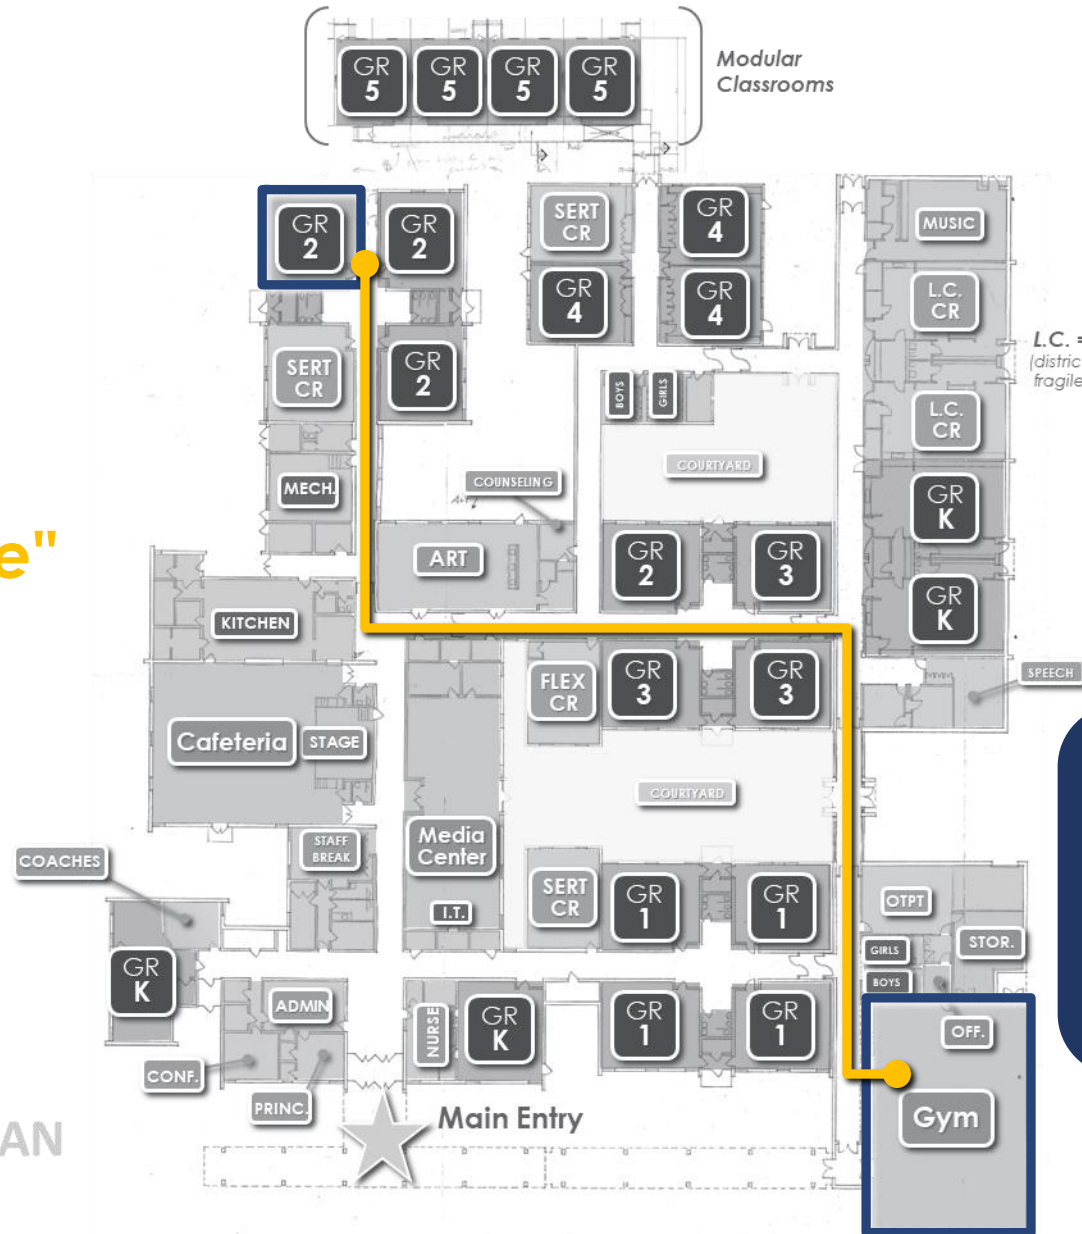 GR
5
GR
5
GR
5
GR
5
Modular
Classrooms
GR
2
GR
2
SERT
CR
GR
4
MUSIC
GR
4
GR
4
L.C.
CR
L.C. =
(distric
fragile
SERT
CR
GR
2
BOYS
GIRLS
L.C.
CR
COURTYARD
MECH.
COUNSELING
GR
K
e"
ART
GR
2
GR
3
GR
K
KITCHEN
SPEECH
FLEX
CR
GR
3
GR
3
Cafeteria
STAGE
COURTYARD
Media
Center
STAFF
BREAK
COACHES
I.T.
SERT
CR
GR
1
GR
1
OTPT
STOR.
GIRLS
BOYS
GR
K
ADMIN
NURSE
GR
K
GR
1
GR
1
OFF.
CONF.
PRINC.
Main Entry
Gym
AN